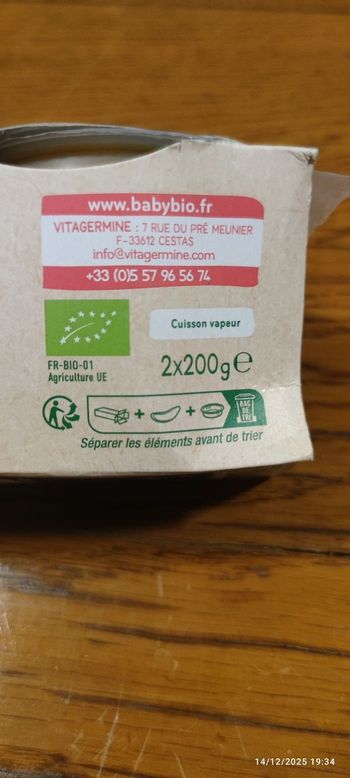 www.babybio.fr
VITAGERMINE : 7 RUE DU PRÉ MEUNIER
F-33612 CESTAS
info@vitagermine.com
+33 (0)5 57 96 56 74
Cuisson vapeur
FR-BIO-01
Agriculture UE
2x200g e
+ +
BAC
DE
TRI
Séparer les éléments avant de trier
14/12/2025 19:34